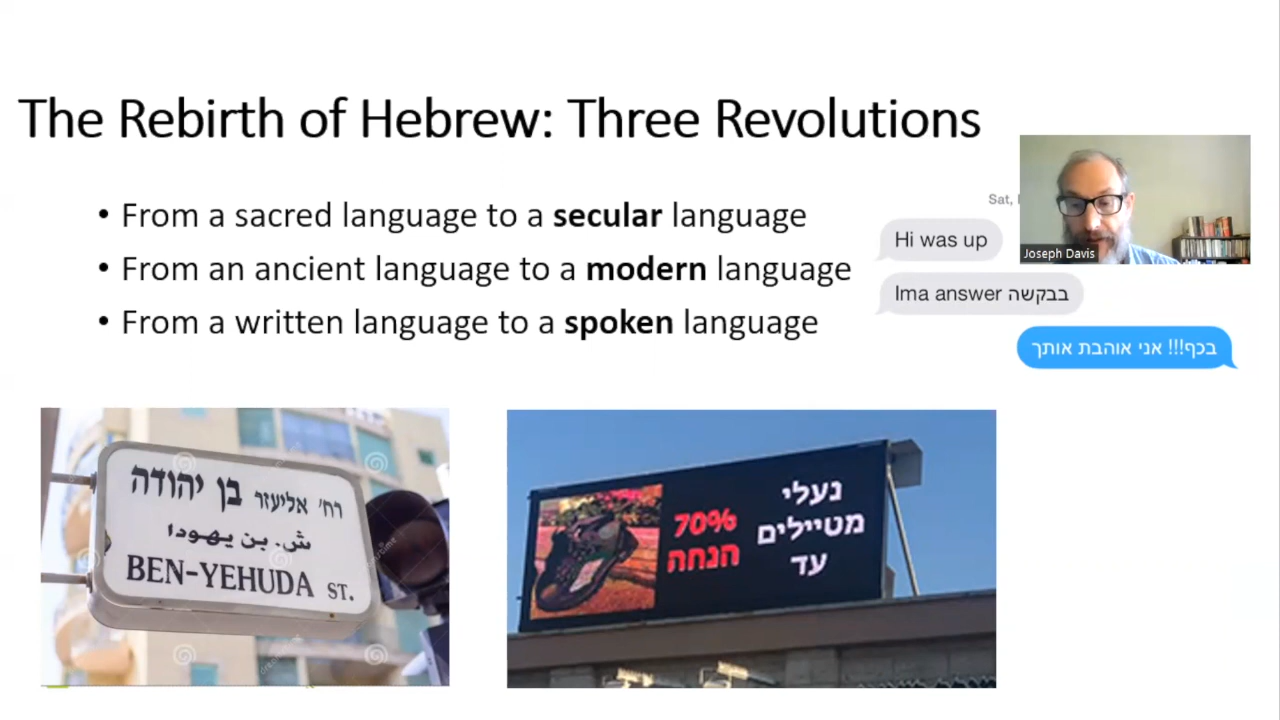 The Rebirth of Hebrew: Three Revolutions
• From a sacred language to a secular language
• From an ancient language to a modern language
• From a written language to a spoken language
Sat,
Hi was up
Ima answer בבקשה
בכף!!! אני אוהבת אותך
Joseph Davis
רח' אליעזר בן יהודה
ش. بن يهودا
BEN-YEHUDA ST.
נעלי
מטיילים
עד
70%
הנחה